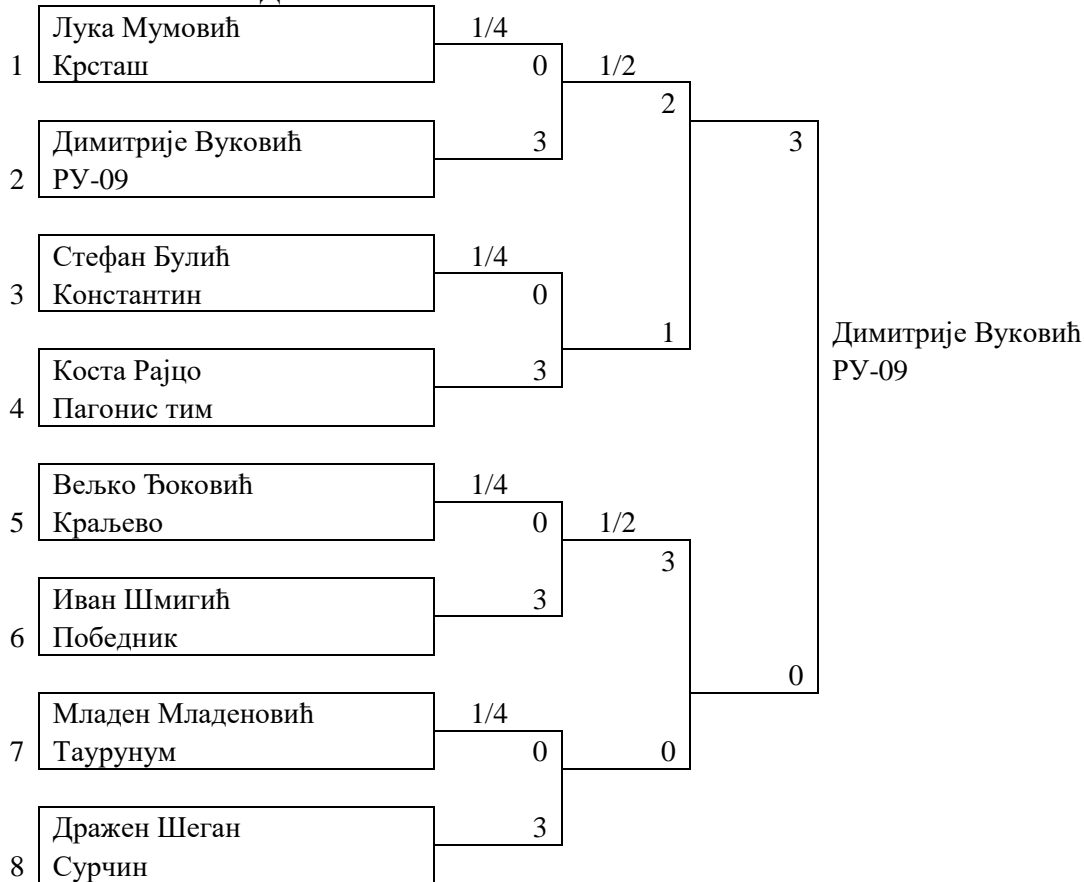 Лука Мумовић 1/4
1 Крсташ 0 1/2
2
Димитрије Вуковић 3 3
2 РУ-09
Стефан Булић 1/4
3 Константин 0
1 Димитрије Вуковић
Коста Рајцо 3 РУ-09
4 Пагонис тим
Вељко Ђоковић 1/4
5 Краљево 0 1/2
3
Иван Шмигић 3
6 Победник
0
Младен Младеновић 1/4
7 Таурунум 0 0
Дражен Шеган 3
8 Сурчин